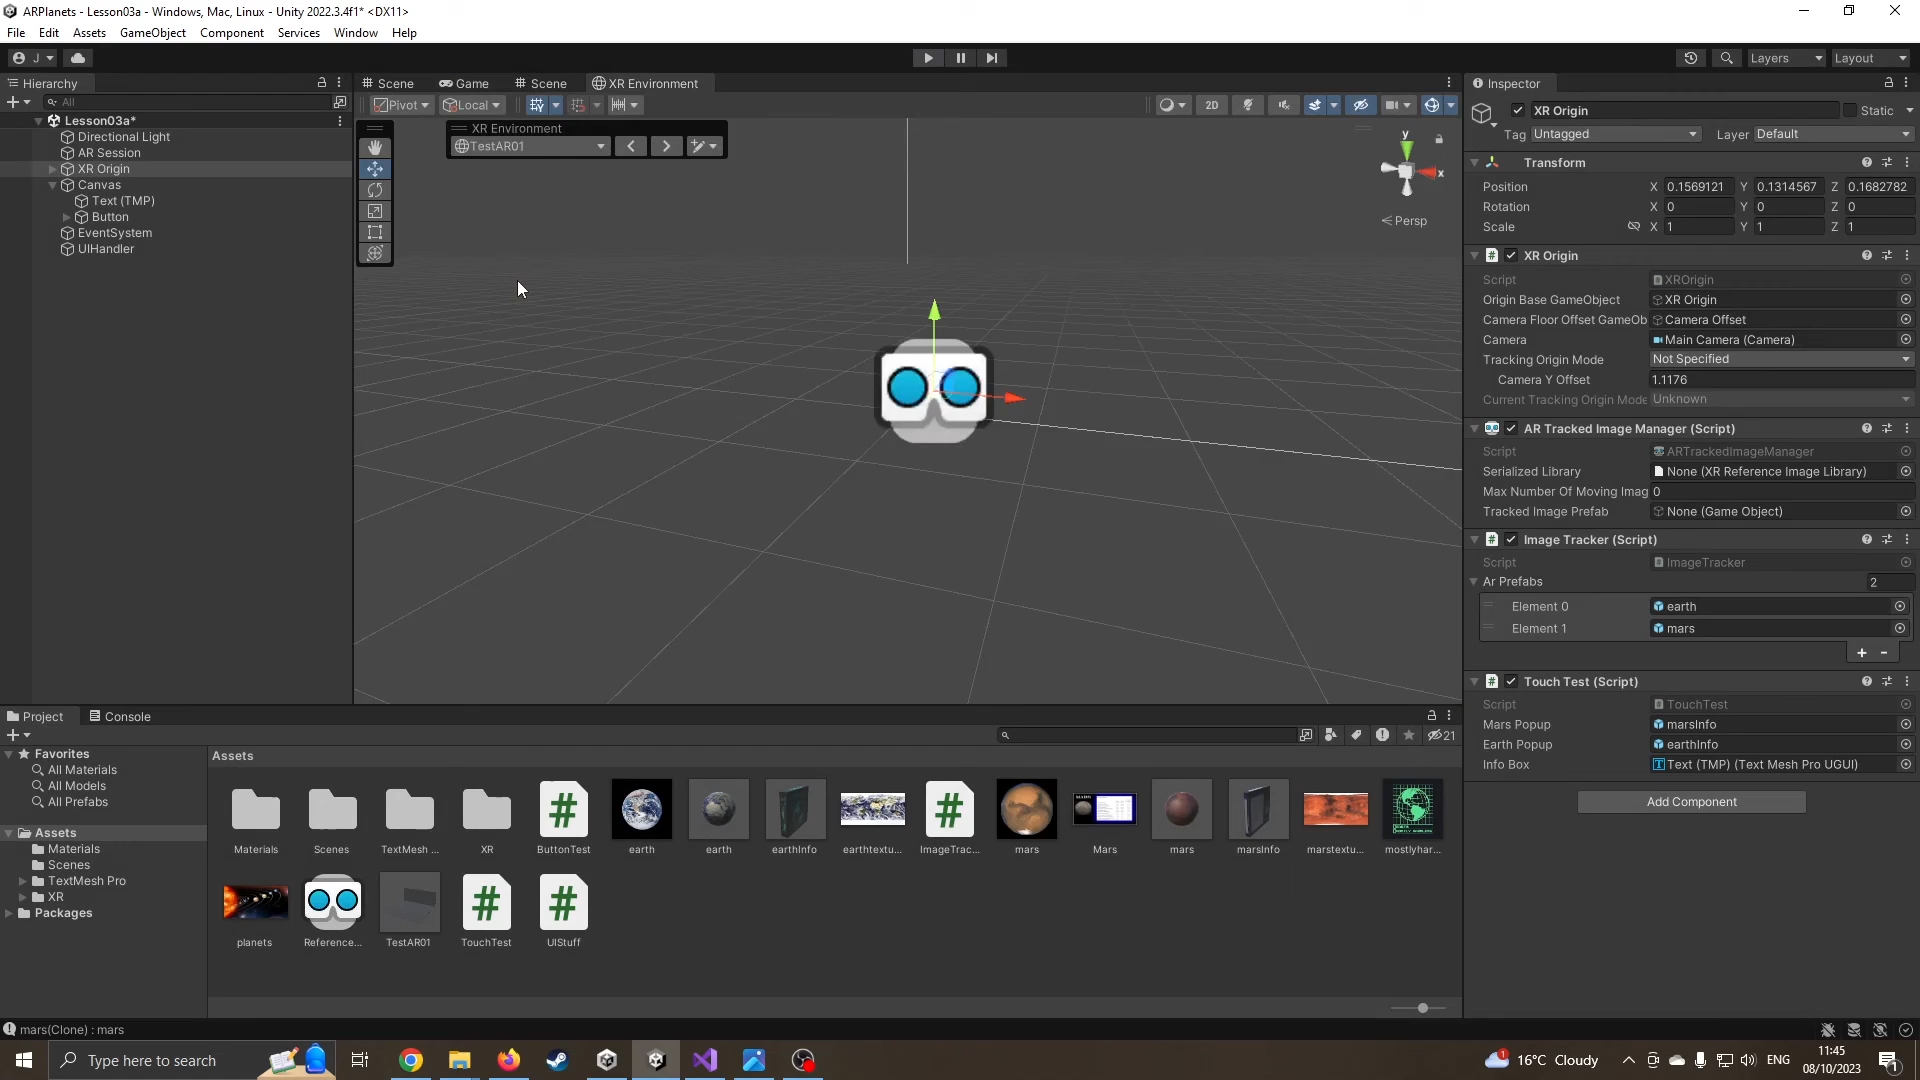 ARPlanets - Lesson03a - Windows, Mac, Linux - Unity 2022.3.4f1* <DX11>
File Edit Assets GameObject Component Services Window Help
J Layers Layout
Hierarchy Scene Game Scene XR Environment Inspector
All Pivot Local 2D XR Origin Static
Lesson03a* XR Environment Tag Untagged Layer Default
Directional Light TestAR01 y x Persp
AR Session
XR Origin
Canvas
Text (TMP)
Button
EventSystem
UIHandler
Transform
Position X 0.1569121 Y 0.1314567 Z 0.1682782
Rotation X 0 Y 0 Z 0
Scale X 1 Y 1 Z 1
XR Origin
Script XROrigin
Origin Base GameObject XR Origin
Camera Floor Offset GameOb Camera Offset
Camera Main Camera (Camera)
Tracking Origin Mode Not Specified
Camera Y Offset 1.1176
Current Tracking Origin Mode Unknown
AR Tracked Image Manager (Script)
Script ARTrackedImageManager
Serialized Library None (XR Reference Image Library)
Max Number Of Moving Imag 0
Tracked Image Prefab None (Game Object)
Image Tracker (Script)
Script ImageTracker
Ar Prefabs 2
Element 0 earth
Element 1 mars
Touch Test (Script)
Script TouchTest
Mars Popup marsInfo
Earth Popup earthInfo
Info Box Text (TMP) (Text Mesh Pro UGUI)
Add Component
Project Console
21
Favorites
All Materials
All Models
All Prefabs
Assets
Materials
Scenes
TextMesh Pro
XR
Packages
Assets
Materials Scenes TextMesh ... XR ButtonTest earth earth earthInfo earthtextu... ImageTrac... mars Mars mars marsInfo marstextu... mostlyhar...
planets Reference... TestAR01 TouchTest UIStuff
mars(Clone) : mars
Type here to search 1 16°C Cloudy ENG 11:45
08/10/2023 1